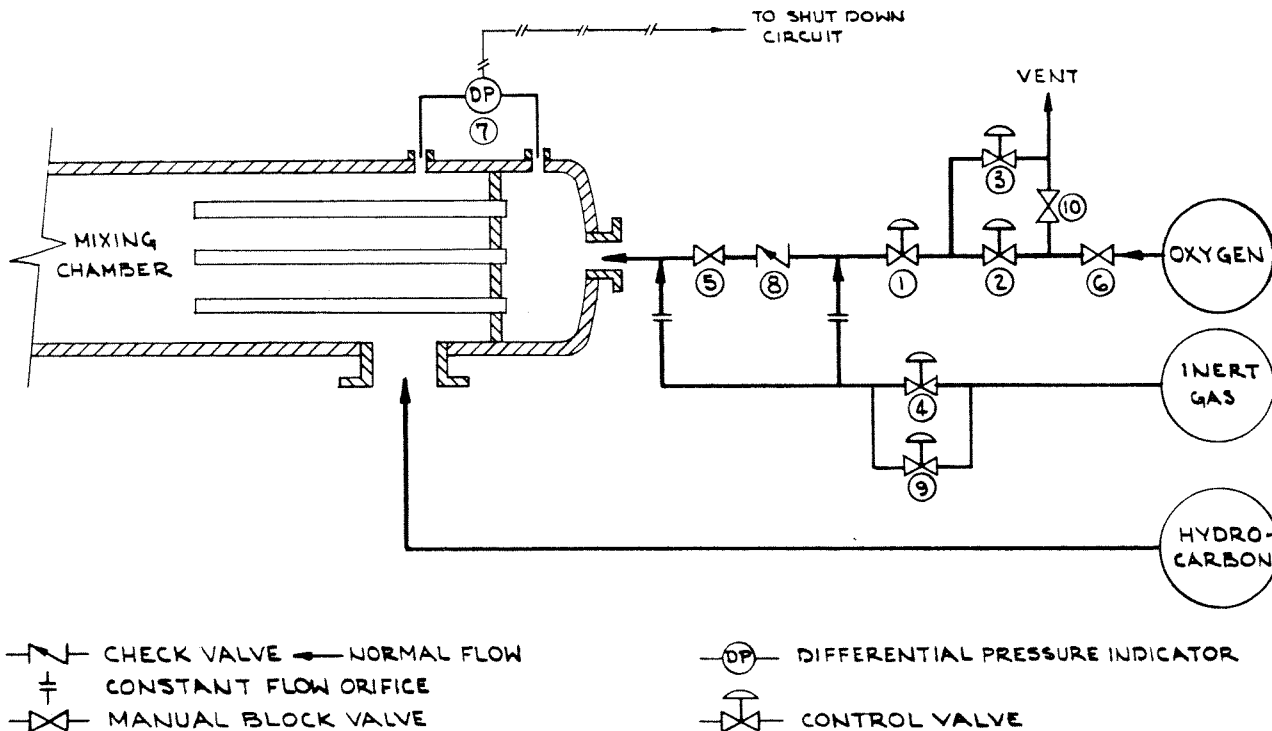 TO SHUT DOWN
CIRCUIT
VENT
DP
7
3
10
MIXING
CHAMBER
OXYGEN
5
8
1
2
6
INERT
GAS
4
9
HYDRO-
CARBON
CHECK VALVE
NORMAL FLOW
DP
DIFFERENTIAL PRESSURE INDICATOR
CONSTANT FLOW ORIFICE
MANUAL BLOCK VALVE
CONTROL VALVE